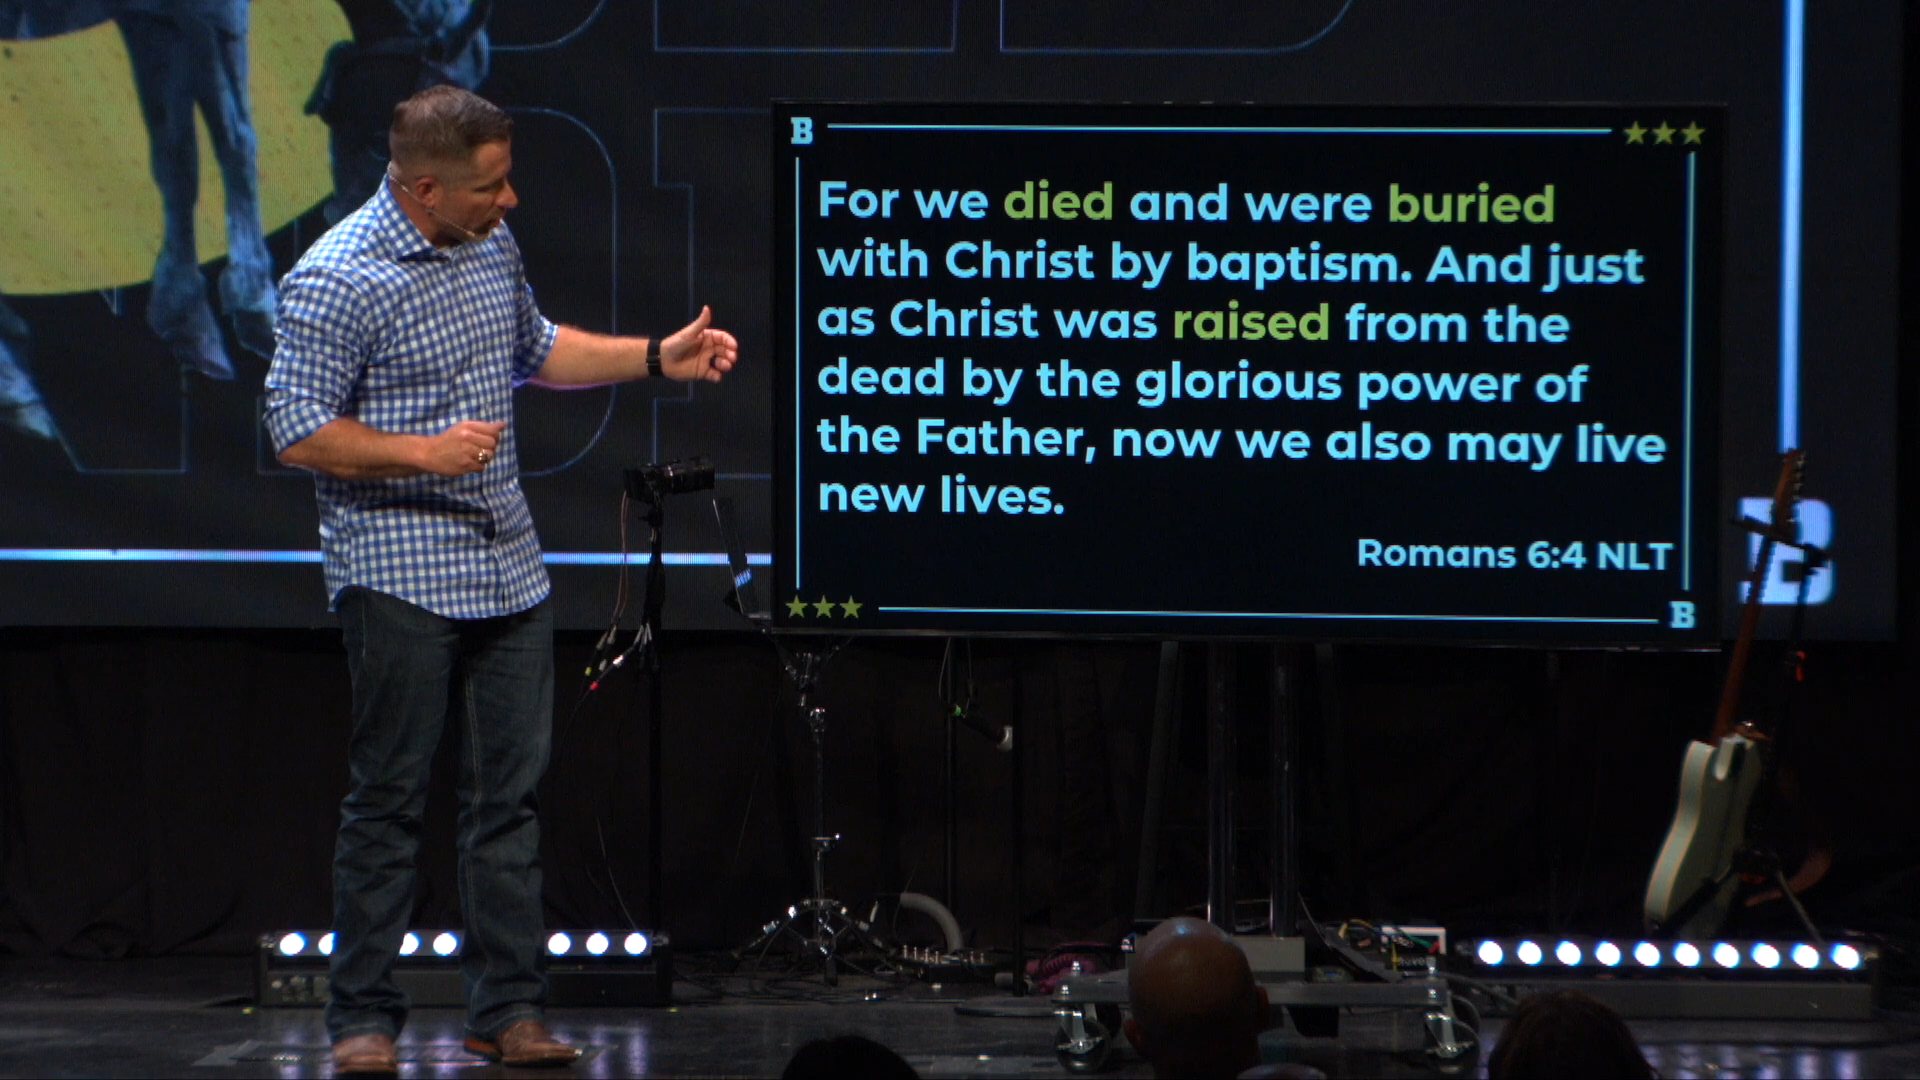 B
For we died and were buried
with Christ by baptism. And just
as Christ was raised from the
dead by the glorious power of
the Father, now we also may live
new lives.
Romans 6:4 NLT
B
B